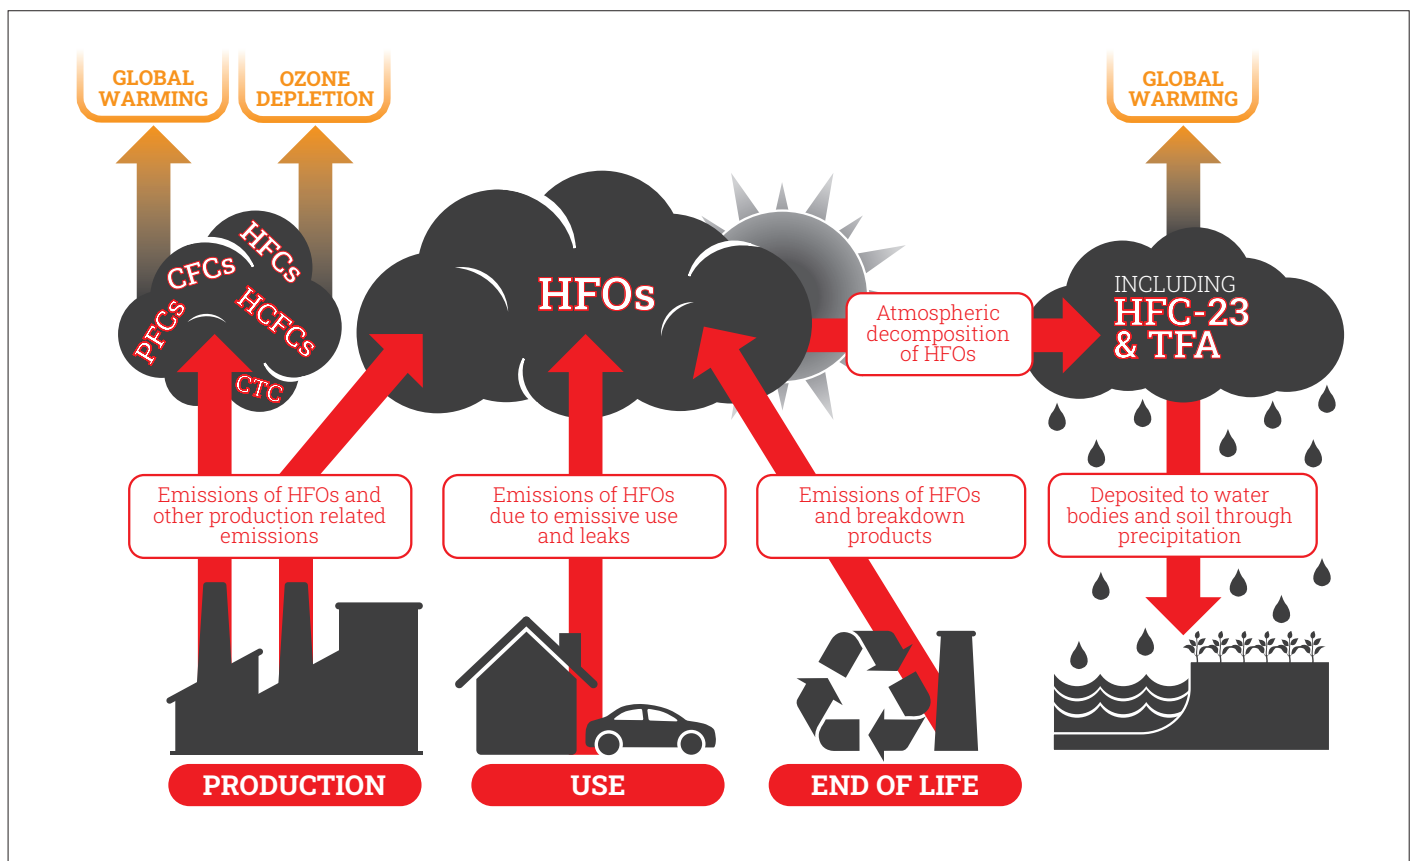 GLOBAL
WARMING
OZONE
DEPLETION
GLOBAL
WARMING
HFCs
CFCs
PFCs
HCFCs
CTC
HFOs
Atmospheric
decomposition
of HFOs
INCLUDING
HFC-23
& TFA
Emissions of HFOs and
other production related
emissions
Emissions of HFOs
due to emissive use
and leaks
Emissions of HFOs
and breakdown
products
Deposited to water
bodies and soil through
precipitation
PRODUCTION
USE
END OF LIFE